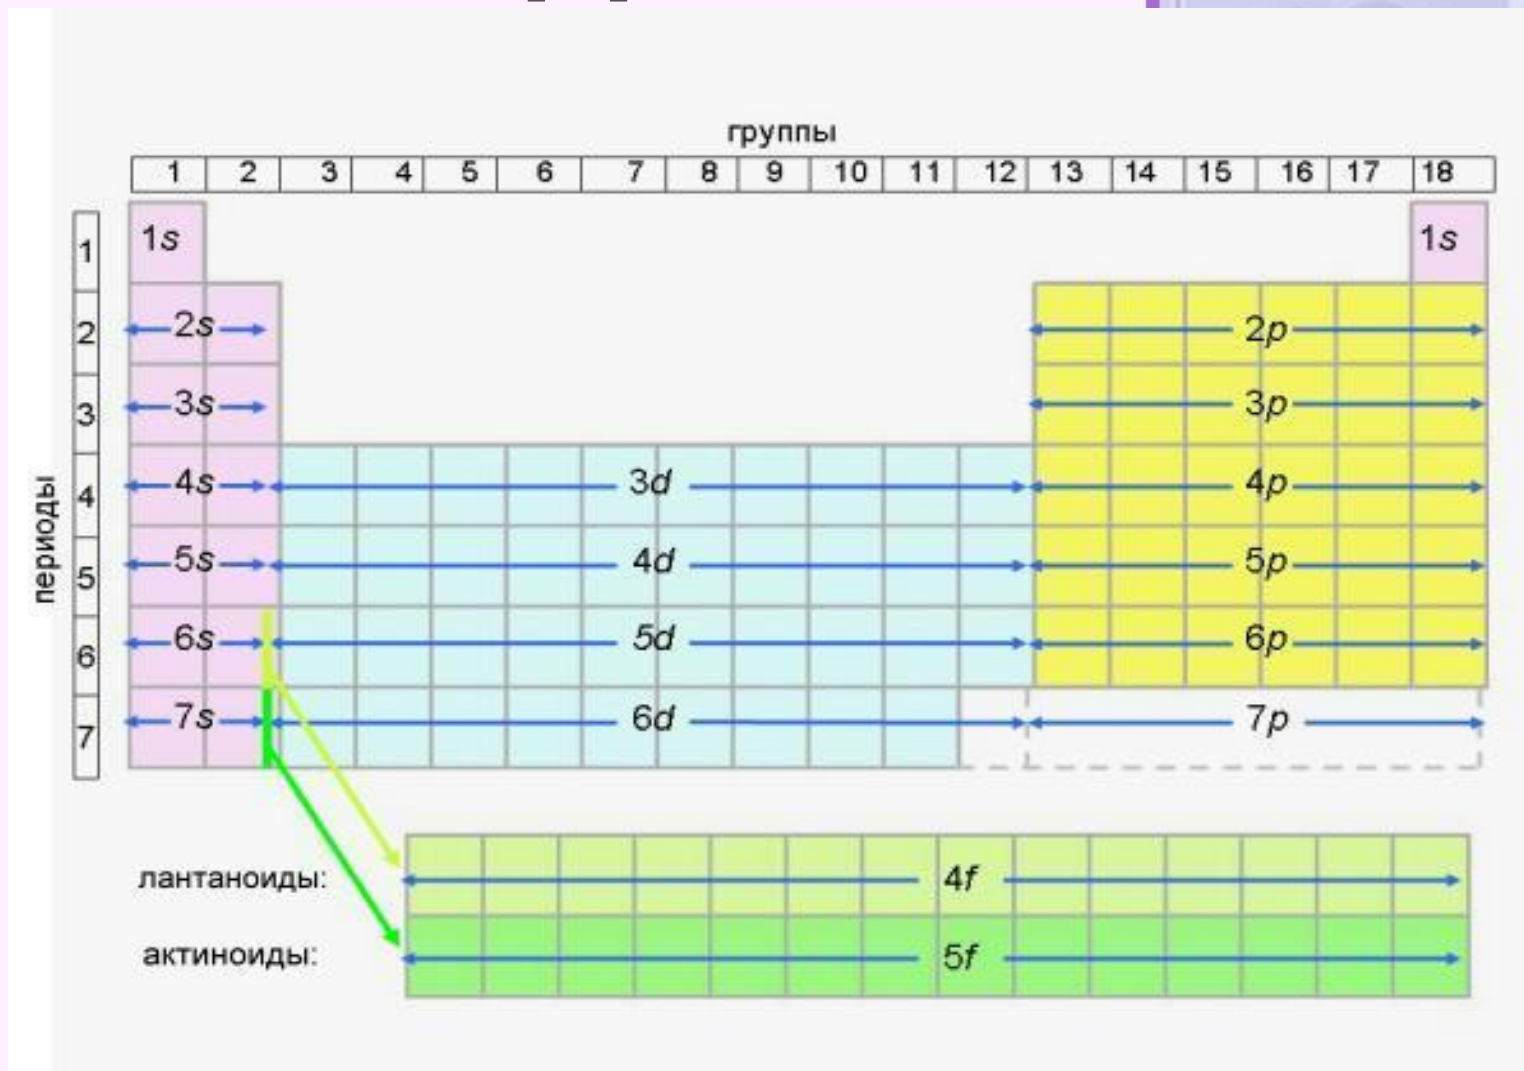 группы
1 2 3 4 5 6 7 8 9 10 11 12 13 14 15 16 17 18
периоды
1 1s 1s
2 2s 2p
3 3s 3p
4 4s 3d 4p
5 5s 4d 5p
6 6s 5d 6p
7 7s 6d 7p
лантаноиды: 4f
актиноиды: 5f